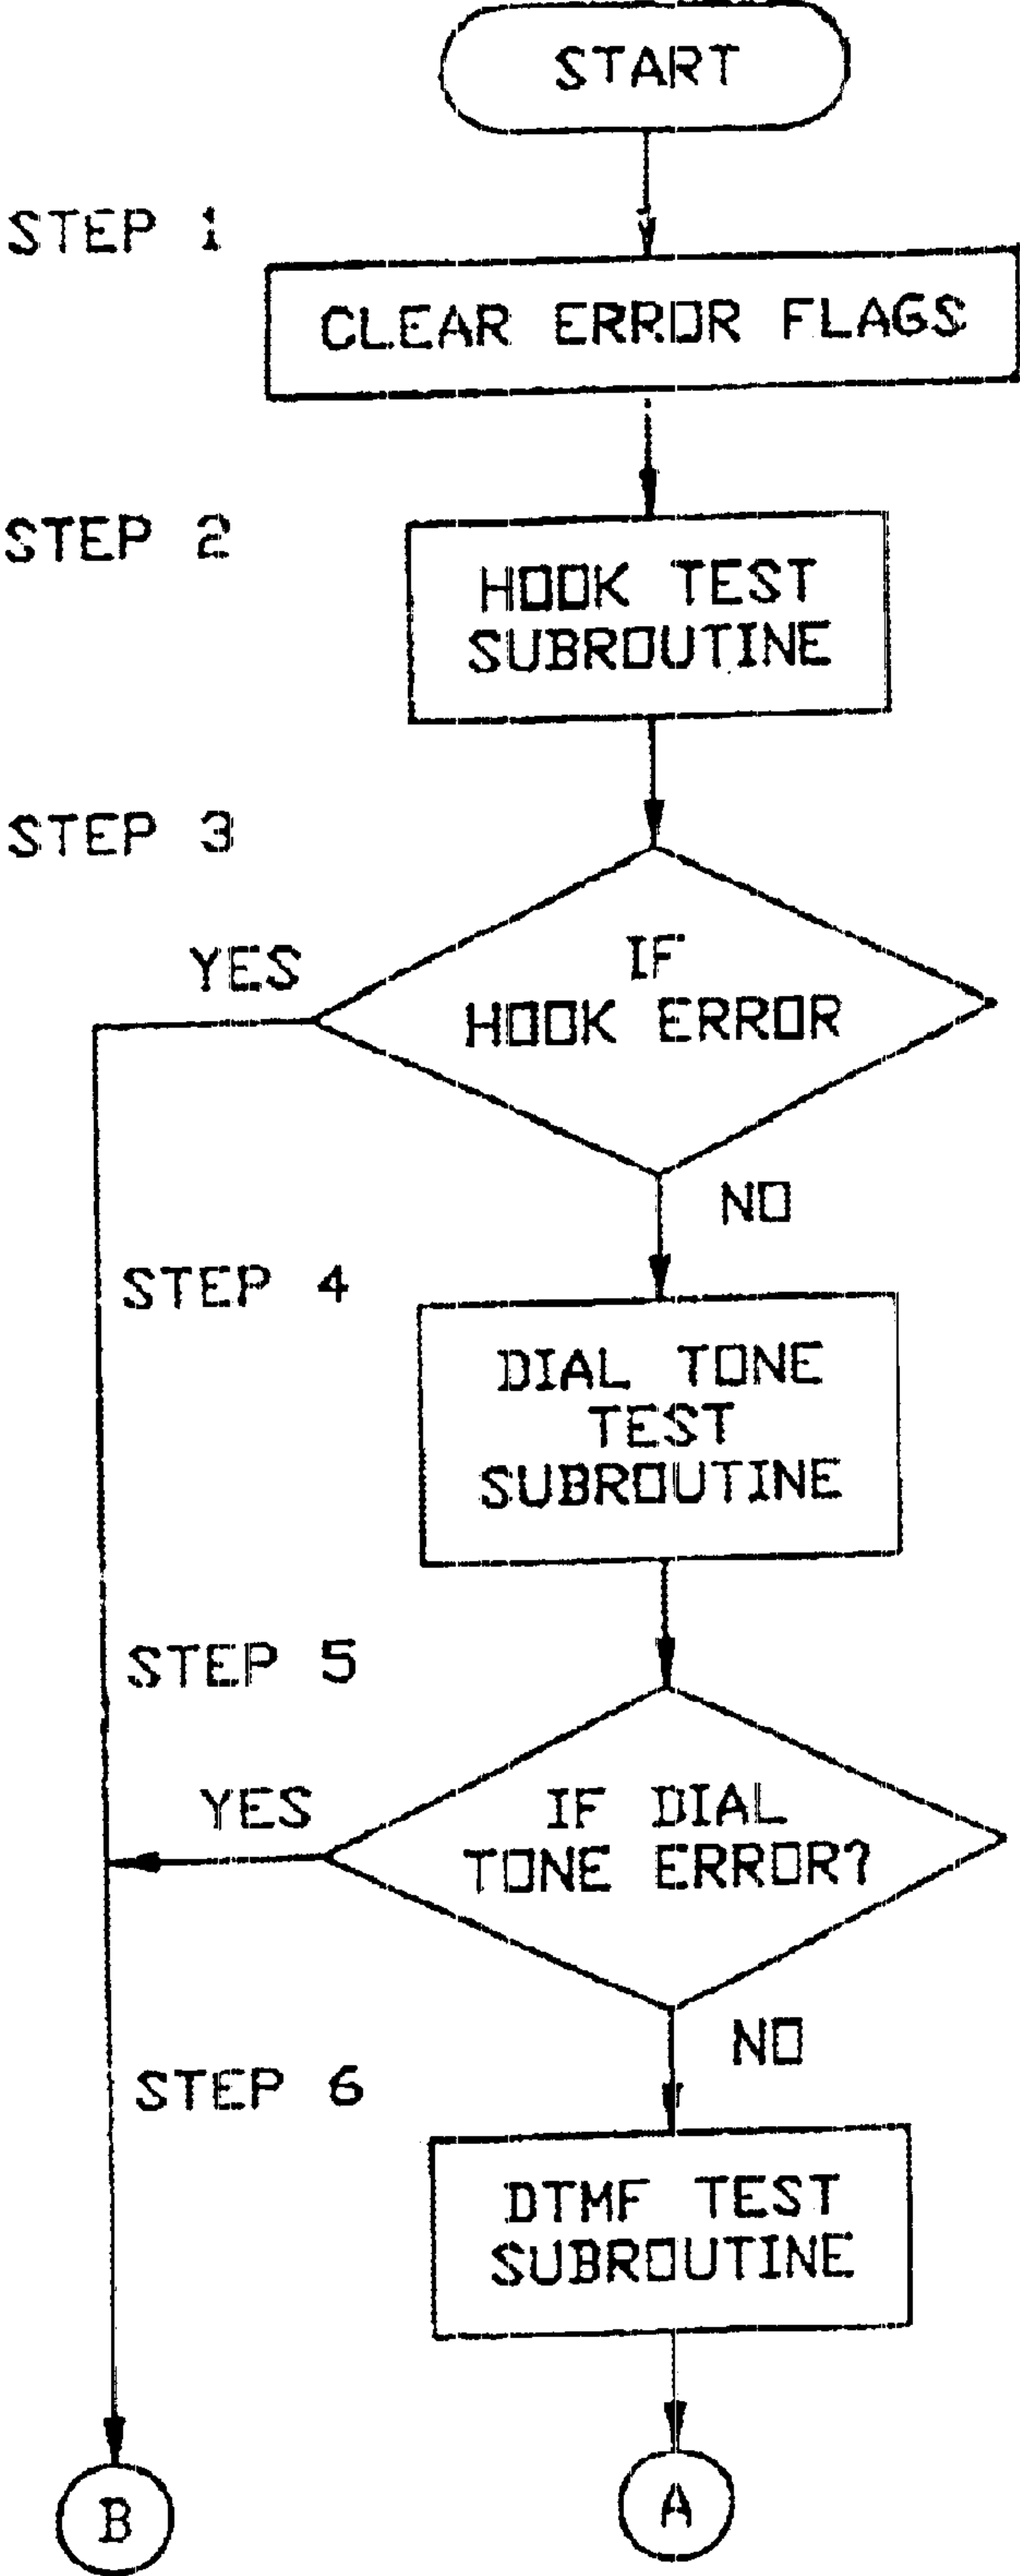 START
STEP 1
CLEAR ERROR FLAGS
STEP 2
HOOK TEST
SUBROUTINE
STEP 3
YES
IF
HOOK ERROR
NO
STEP 4
DIAL TONE
TEST
SUBROUTINE
STEP 5
YES
IF DIAL
TONE ERROR?
NO
STEP 6
DTMF TEST
SUBROUTINE
B
A